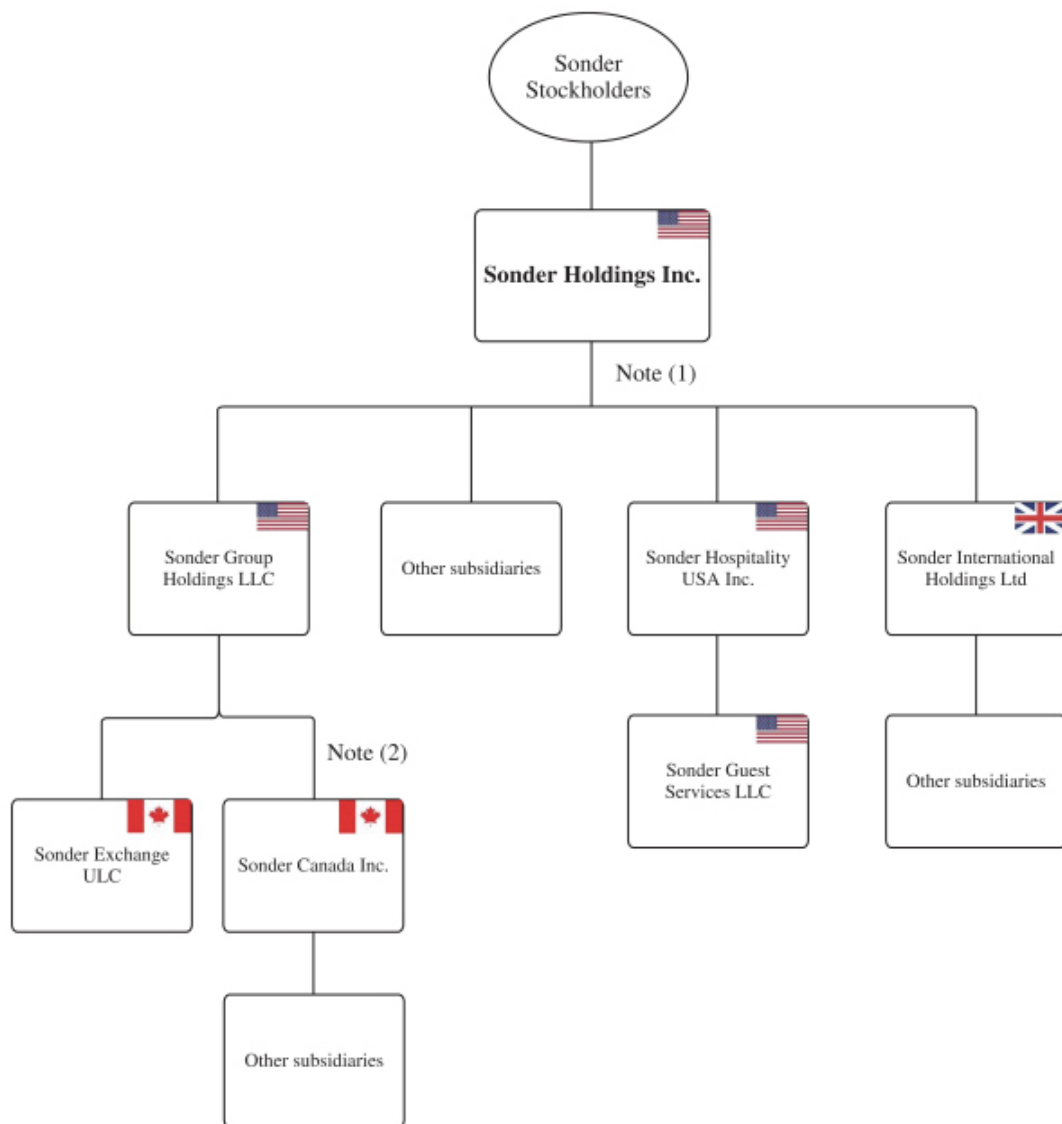 Sonder
Stockholders
Sonder Holdings Inc.
Note (1)
Sonder Group
Holdings LLC
Other subsidiaries
Sonder Hospitality
USA Inc.
Sonder International
Holdings Ltd
Note (2)
Sonder Exchange
ULC
Sonder Canada Inc.
Sonder Guest
Services LLC
Other subsidiaries
Other subsidiaries